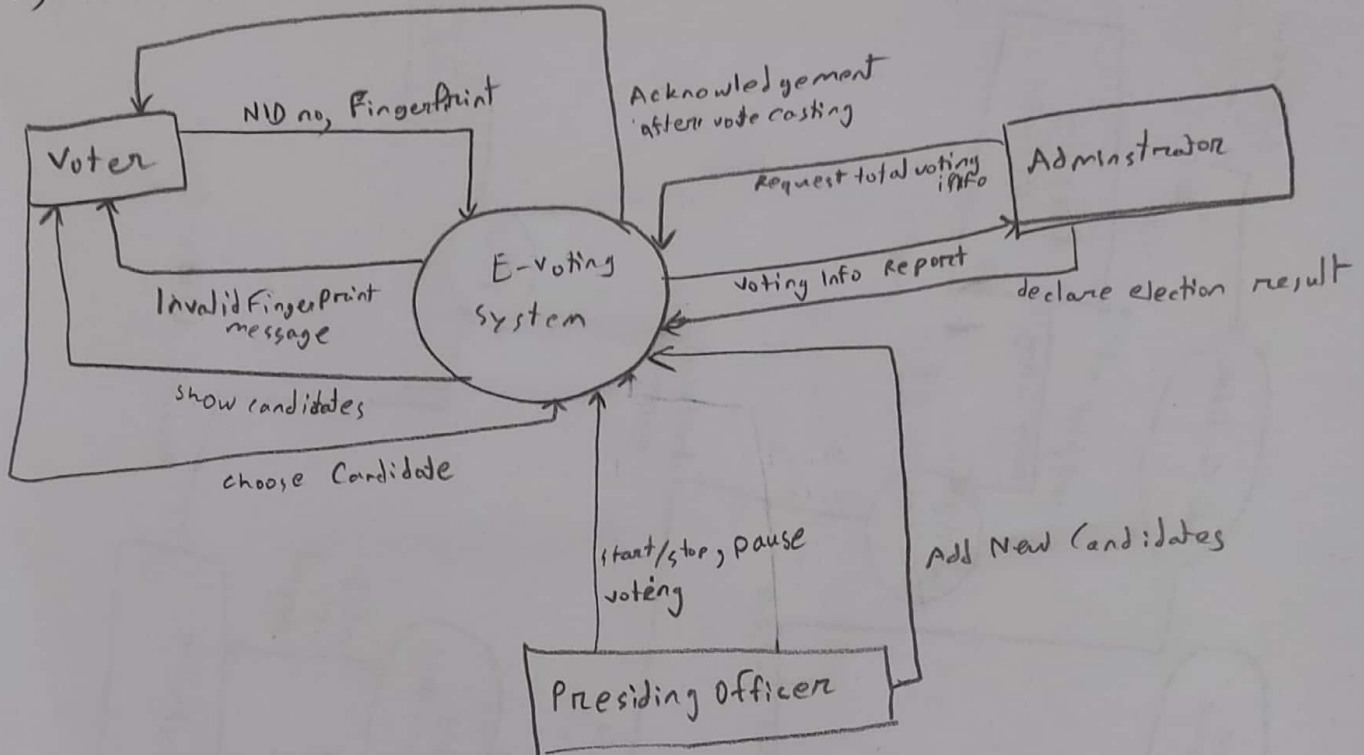 NID no, Fingerprint
Acknowledgement
after vote casting
Voter
Request total voting
info
Adminstrator
E-voting
system
Voting Info Report
declare election result
Invalid Fingerprint
message
show candidates
choose Candidate
start/stop, pause
voting
Add New Candidates
Presiding Officer